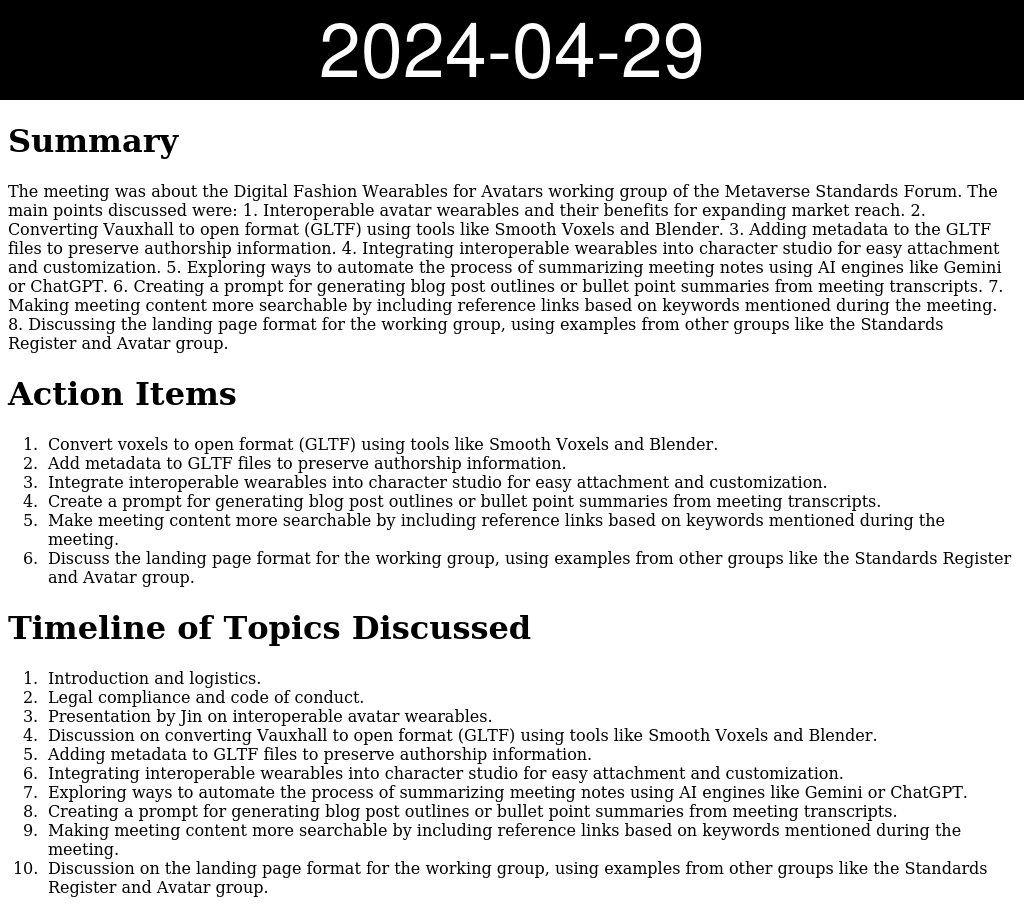 2024-04-29
Summary
The meeting was about the Digital Fashion Wearables for Avatars working group of the Metaverse Standards Forum. The
main points discussed were: 1. Interoperable avatar wearables and their benefits for expanding market reach. 2.
Converting Vauxhall to open format (GLTF) using tools like Smooth Voxels and Blender. 3. Adding metadata to the GLTF
files to preserve authorship information. 4. Integrating interoperable wearables into character studio for easy attachment
and customization. 5. Exploring ways to automate the process of summarizing meeting notes using AI engines like Gemini
or ChatGPT. 6. Creating a prompt for generating blog post outlines or bullet point summaries from meeting transcripts. 7.
Making meeting content more searchable by including reference links based on keywords mentioned during the meeting.
8. Discussing the landing page format for the working group, using examples from other groups like the Standards
Register and Avatar group.
Action Items
1. Convert voxels to open format (GLTF) using tools like Smooth Voxels and Blender.
2. Add metadata to GLTF files to preserve authorship information.
3. Integrate interoperable wearables into character studio for easy attachment and customization.
4. Create a prompt for generating blog post outlines or bullet point summaries from meeting transcripts.
5. Make meeting content more searchable by including reference links based on keywords mentioned during the
meeting.
6. Discuss the landing page format for the working group, using examples from other groups like the Standards Register
and Avatar group.
Timeline of Topics Discussed
1. Introduction and logistics.
2. Legal compliance and code of conduct.
3. Presentation by Jin on interoperable avatar wearables.
4. Discussion on converting Vauxhall to open format (GLTF) using tools like Smooth Voxels and Blender.
5. Adding metadata to GLTF files to preserve authorship information.
6. Integrating interoperable wearables into character studio for easy attachment and customization.
7. Exploring ways to automate the process of summarizing meeting notes using AI engines like Gemini or ChatGPT.
8. Creating a prompt for generating blog post outlines or bullet point summaries from meeting transcripts.
9. Making meeting content more searchable by including reference links based on keywords mentioned during the
meeting.
10. Discussion on the landing page format for the working group, using examples from other groups like the Standards
Register and Avatar group.